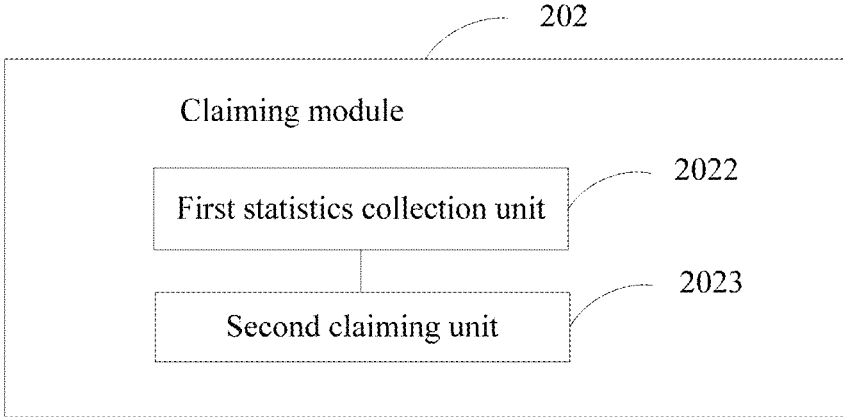 202
Claiming module
2022
First statistics collection unit
2023
Second claiming unit